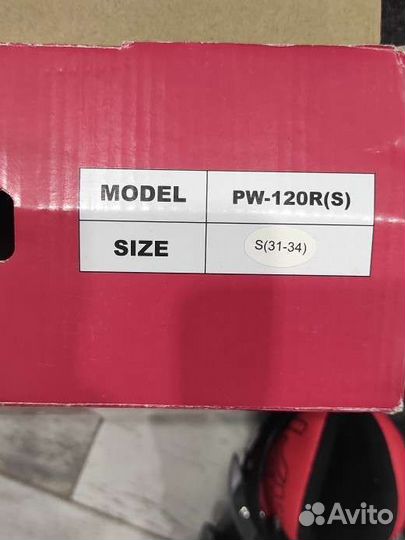 MODEL PW-120R(S)
SIZE S(31-34)
Avito